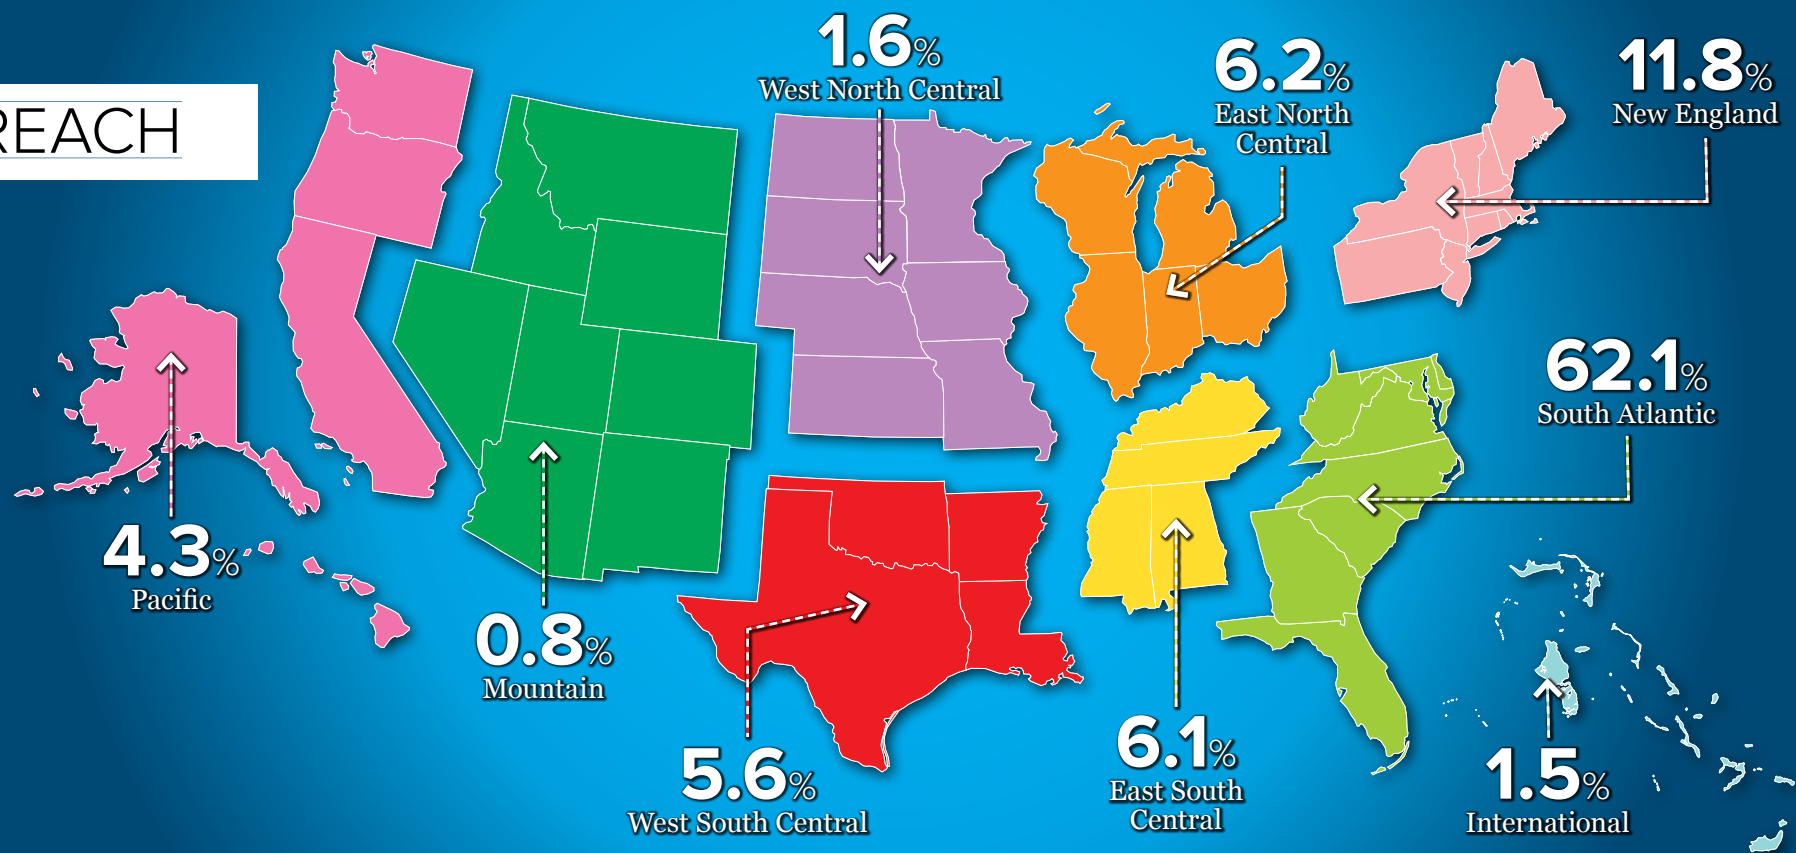 REACH
1.6%
West North Central
6.2%
East North
Central
11.8%
New England
62.1%
South Atlantic
4.3%
Pacific
0.8%
Mountain
5.6%
West South Central
6.1%
East South
Central
1.5%
International